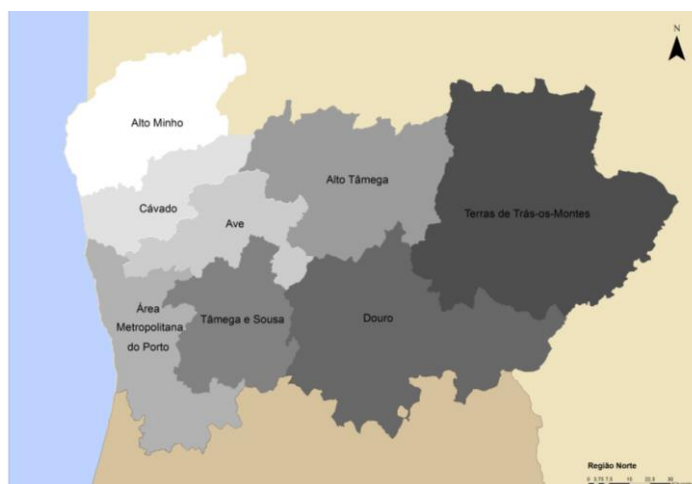 N
Alto Minho
Alto Tâmega
Cávado
Terras de Trás-os-Montes
Ave
Área
Metropolitana
do Porto
Tâmega e Sousa
Douro
Região Norte